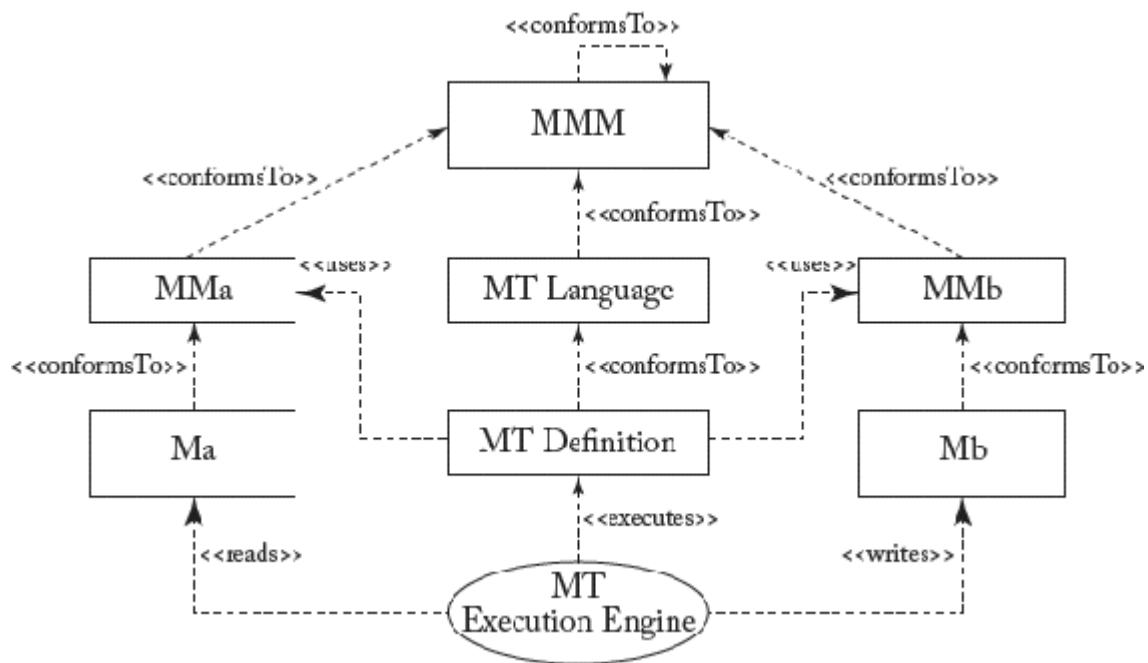 <<conformsTo>>
MMM
<<conformsTo>>
<<conformsTo>>
<<conformsTo>>
<<uses>>
<<uses>>
MMa
MT Language
MMb
<<conformsTo>>
<<conformsTo>>
<<conformsTo>>
Ma
MT Definition
Mb
<<executes>>
<<reads>>
<<writes>>
MT
Execution Engine